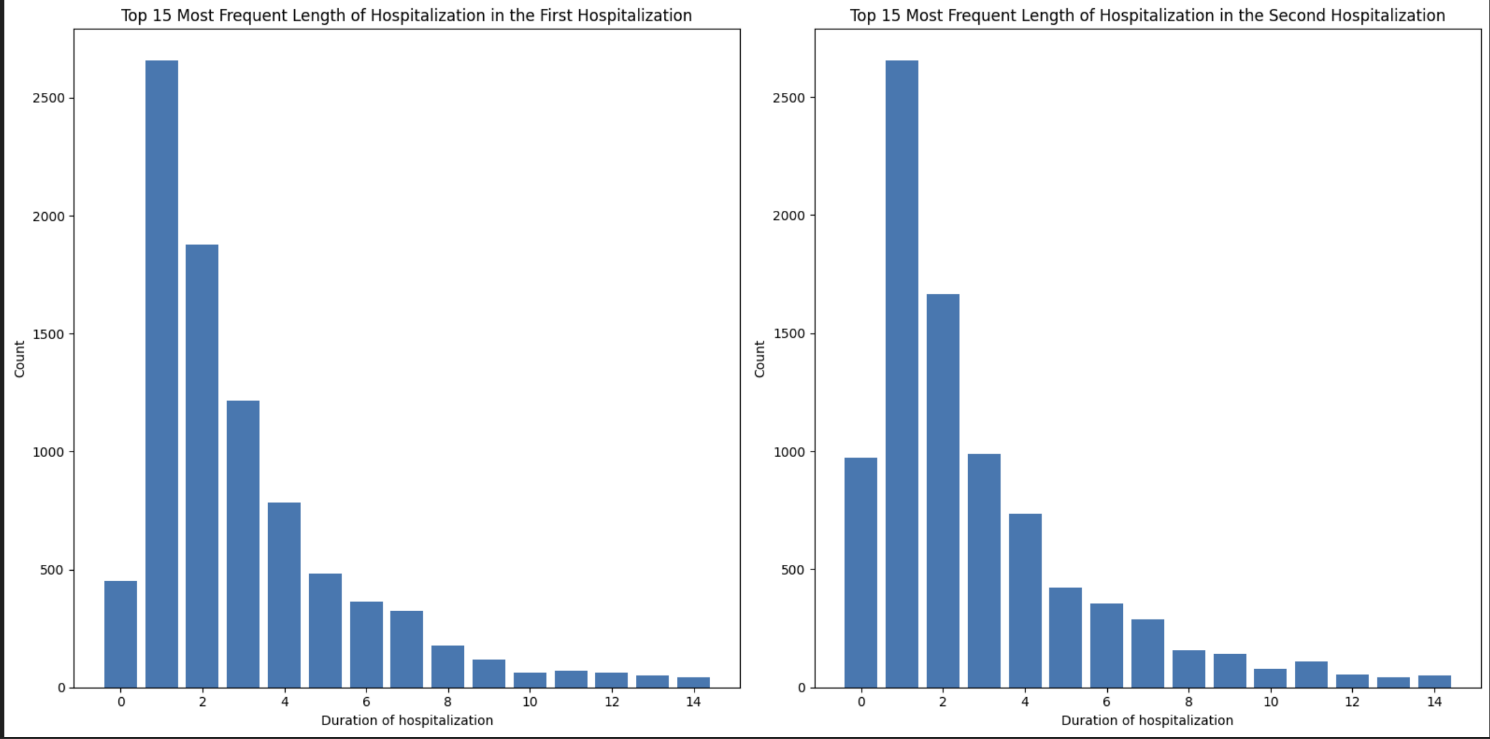 Top 15 Most Frequent Length of Hospitalization in the First Hospitalization
2500
2000
1500
1000
500
0
Count
0 2 4 6 8 10 12 14
Duration of hospitalization
Top 15 Most Frequent Length of Hospitalization in the Second Hospitalization
2500
2000
1500
1000
500
0
Count
0 2 4 6 8 10 12 14
Duration of hospitalization